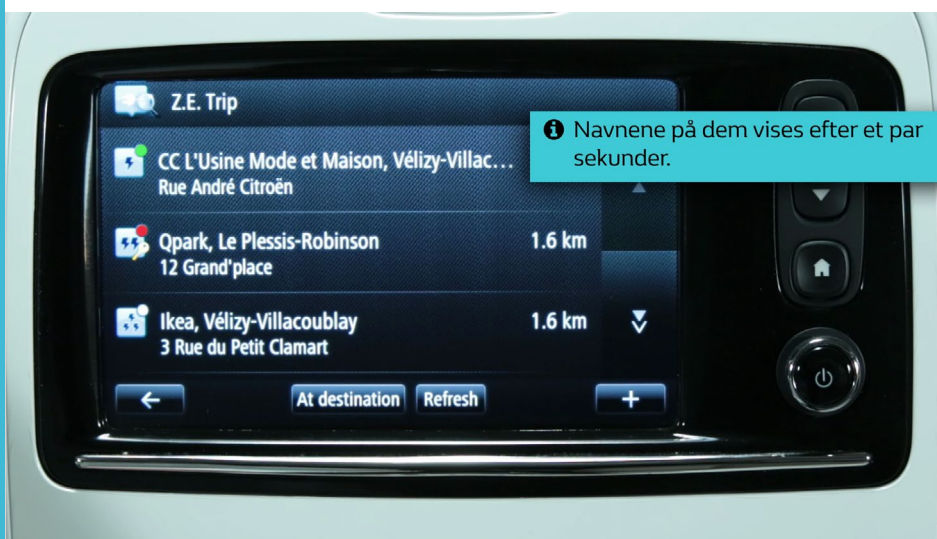 Z.E. Trip
Navnene på dem vises efter et par
sekunder.
CC L'Usine Mode et Maison, Vélizy-Villac...
Rue André Citroën
Qpark, Le Plessis-Robinson 1.6 km
12 Grand'place
Ikea, Vélizy-Villacoublay 1.6 km
3 Rue du Petit Clamart
At destination Refresh